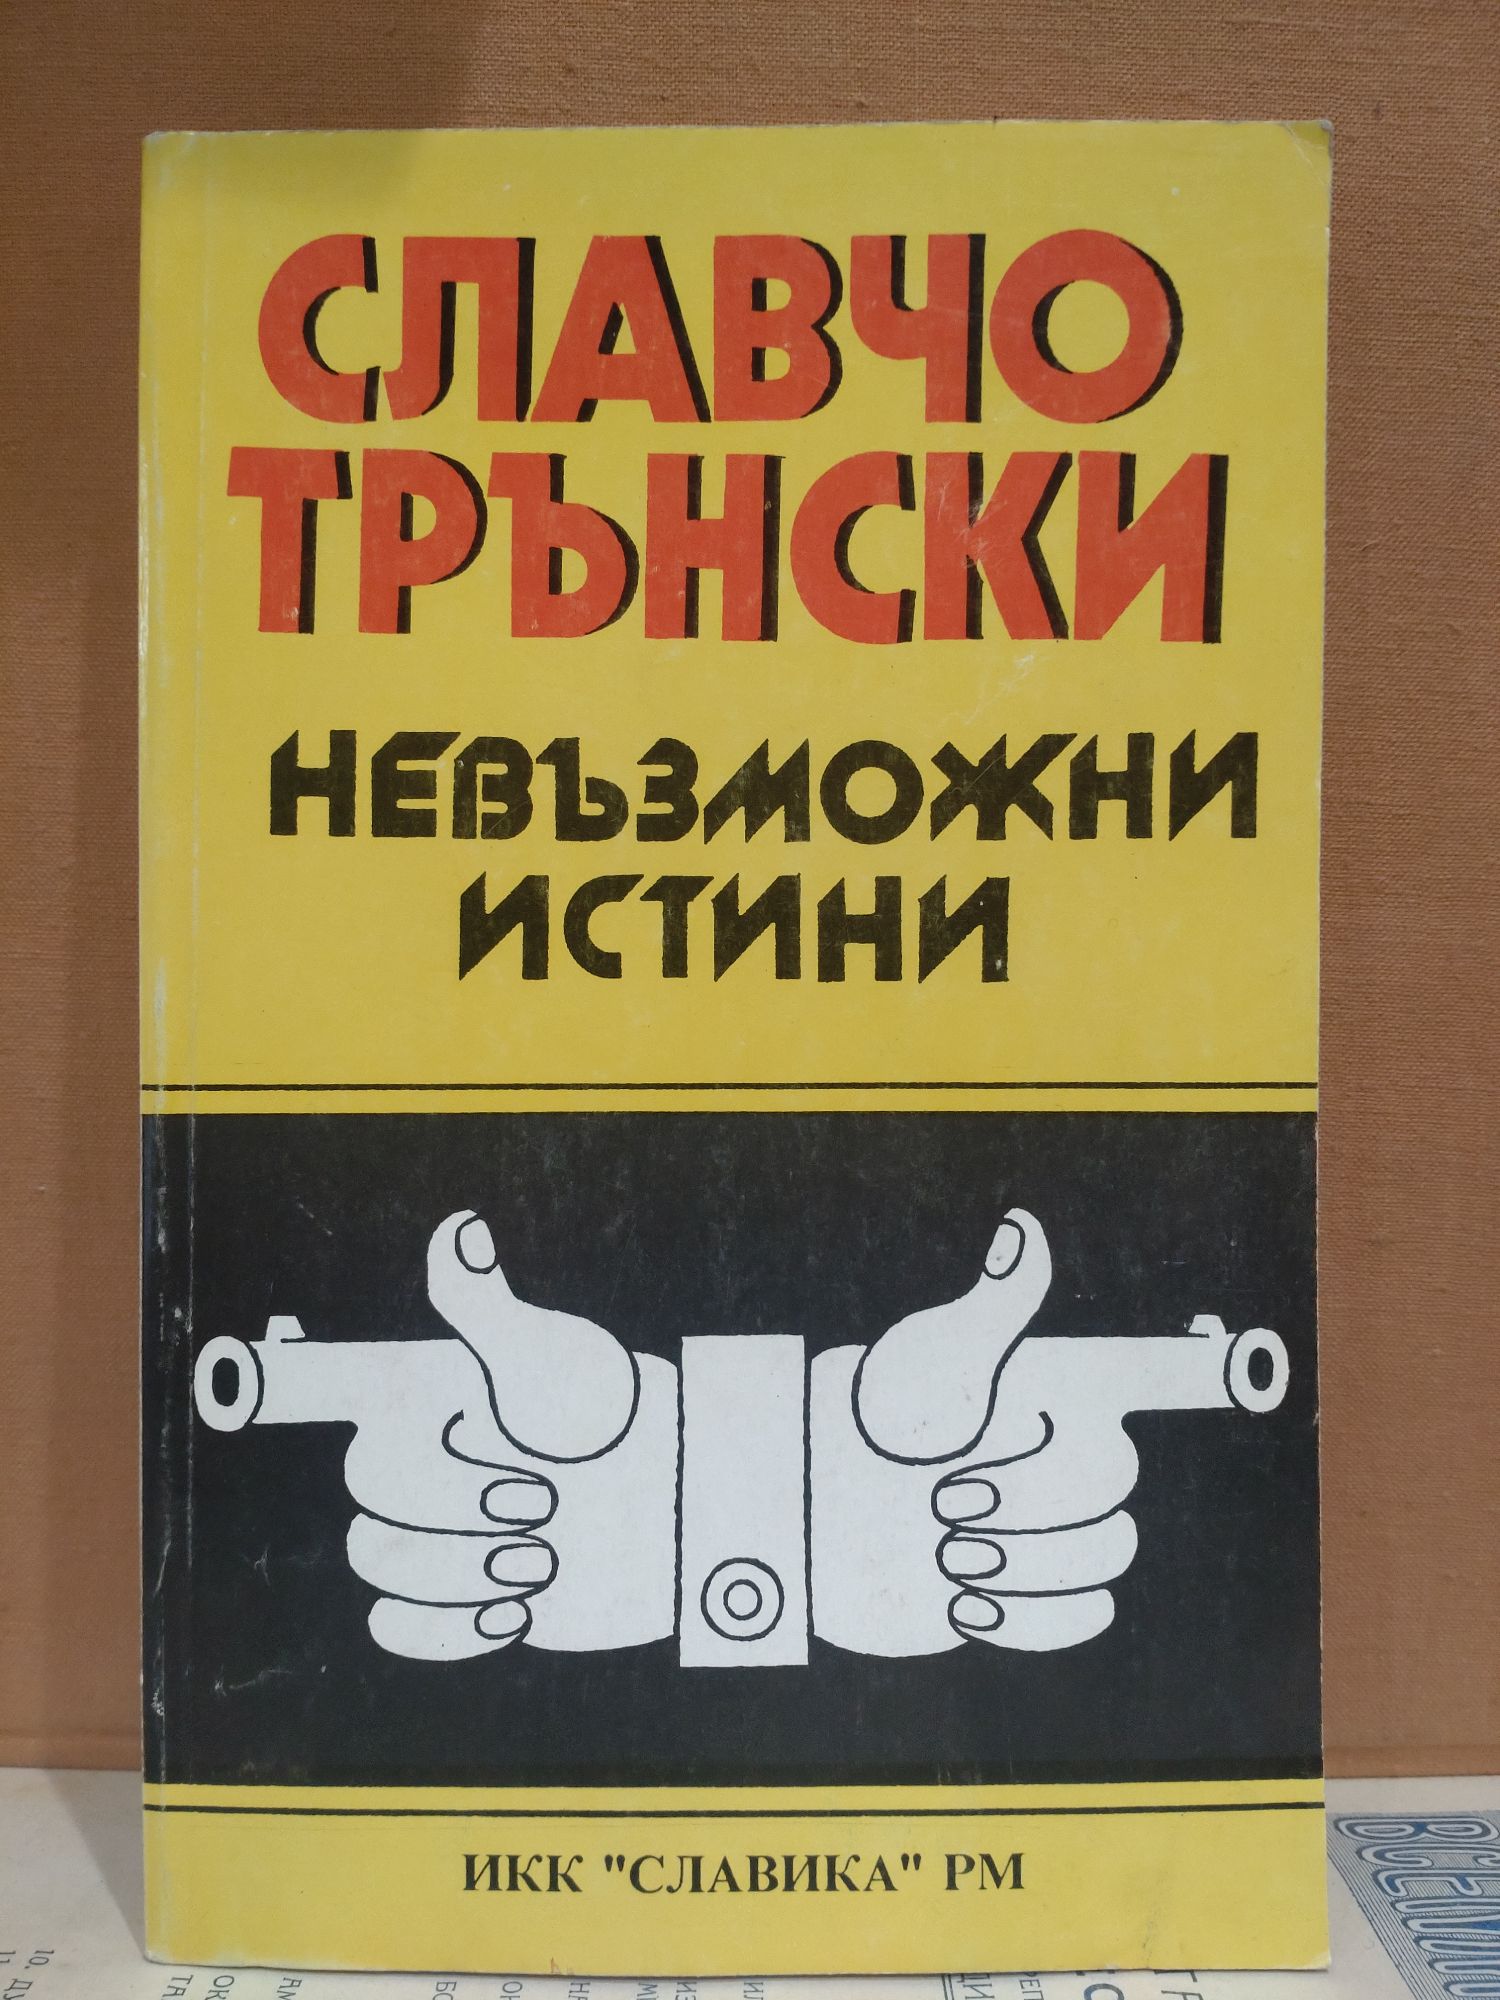 СЛАВЧО
ТРЪНСКИ
НЕВЪЗМОЖНИ
ИСТИНИ
ИКК "СЛАВИКА" РМ